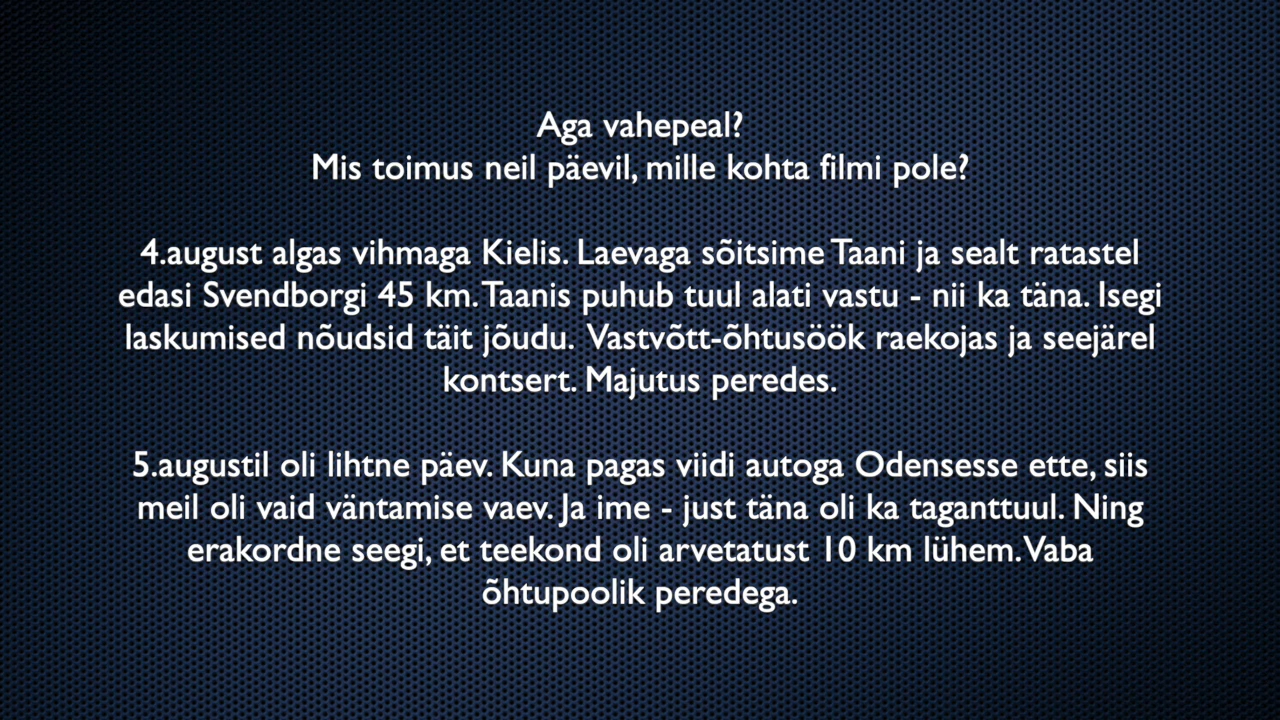 Aga vahepeal?
Mis toimus neil päevil, mille kohta filmi pole?
4.august algas vihmaga Kielis. Laevaga sõitsime Taani ja sealt ratastel
edasi Svendborgi 45 km. Taanis puhub tuul alati vastu - nii ka täna. Isegi
laskumised nõudsid täit jõudu. Vastvõtt-õhtusöök raekojas ja seejärel
kontsert. Majutus peredes.
5.augustil oli lihtne päev. Kuna pagas viidi autoga Odensesse ette, siis
meil oli vaid väntamise vaev. Ja ime - just täna oli ka taganttuul. Ning
erakordne seegi, et teekond oli arvetatust 10 km lühem. Vaba
õhtupoolik peredega.